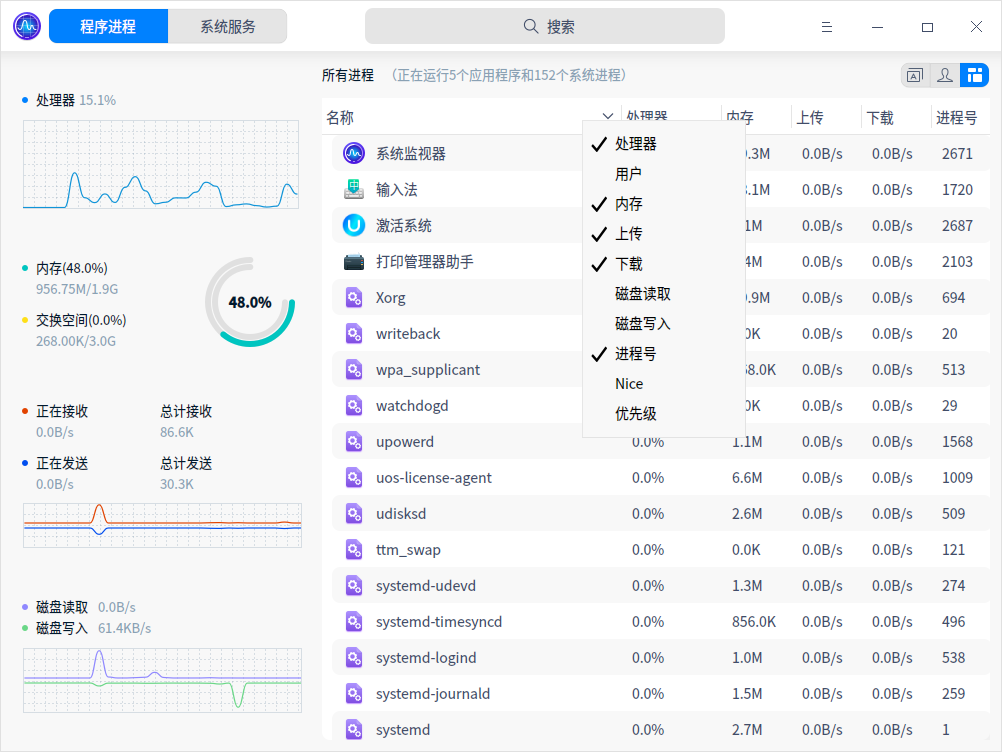 程序进程 系统服务 搜索
所有进程 （正在运行5个应用程序和152个系统进程）
处理器 15.1%
内存(48.0%)
956.75M/1.9G
交换空间(0.0%)
268.00K/3.0G
48.0%
正在接收 总计接收
0.0B/s 86.6K
正在发送 总计发送
0.0B/s 30.3K
磁盘读取 0.0B/s
磁盘写入 61.4KB/s
名称 处理器 内存 上传 下载 进程号
系统监视器 .3M 0.0B/s 0.0B/s 2671
输入法 .1M 0.0B/s 0.0B/s 1720
激活系统 1M 0.0B/s 0.0B/s 2687
打印管理器助手 4M 0.0B/s 0.0B/s 2103
Xorg .9M 0.0B/s 0.0B/s 694
writeback 0K 0.0B/s 0.0B/s 20
wpa_supplicant 8.0K 0.0B/s 0.0B/s 513
watchdogd 0K 0.0B/s 0.0B/s 29
upowerd 0.0% 1.1M 0.0B/s 0.0B/s 1568
uos-license-agent 0.0% 6.6M 0.0B/s 0.0B/s 1009
udisksd 0.0% 2.6M 0.0B/s 0.0B/s 509
ttm_swap 0.0% 0.0K 0.0B/s 0.0B/s 121
systemd-udevd 0.0% 1.3M 0.0B/s 0.0B/s 274
systemd-timesyncd 0.0% 856.0K 0.0B/s 0.0B/s 496
systemd-logind 0.0% 1.0M 0.0B/s 0.0B/s 538
systemd-journald 0.0% 1.5M 0.0B/s 0.0B/s 259
systemd 0.0% 2.7M 0.0B/s 0.0B/s 1
处理器
用户
内存
上传
下载
磁盘读取
磁盘写入
进程号
Nice
优先级